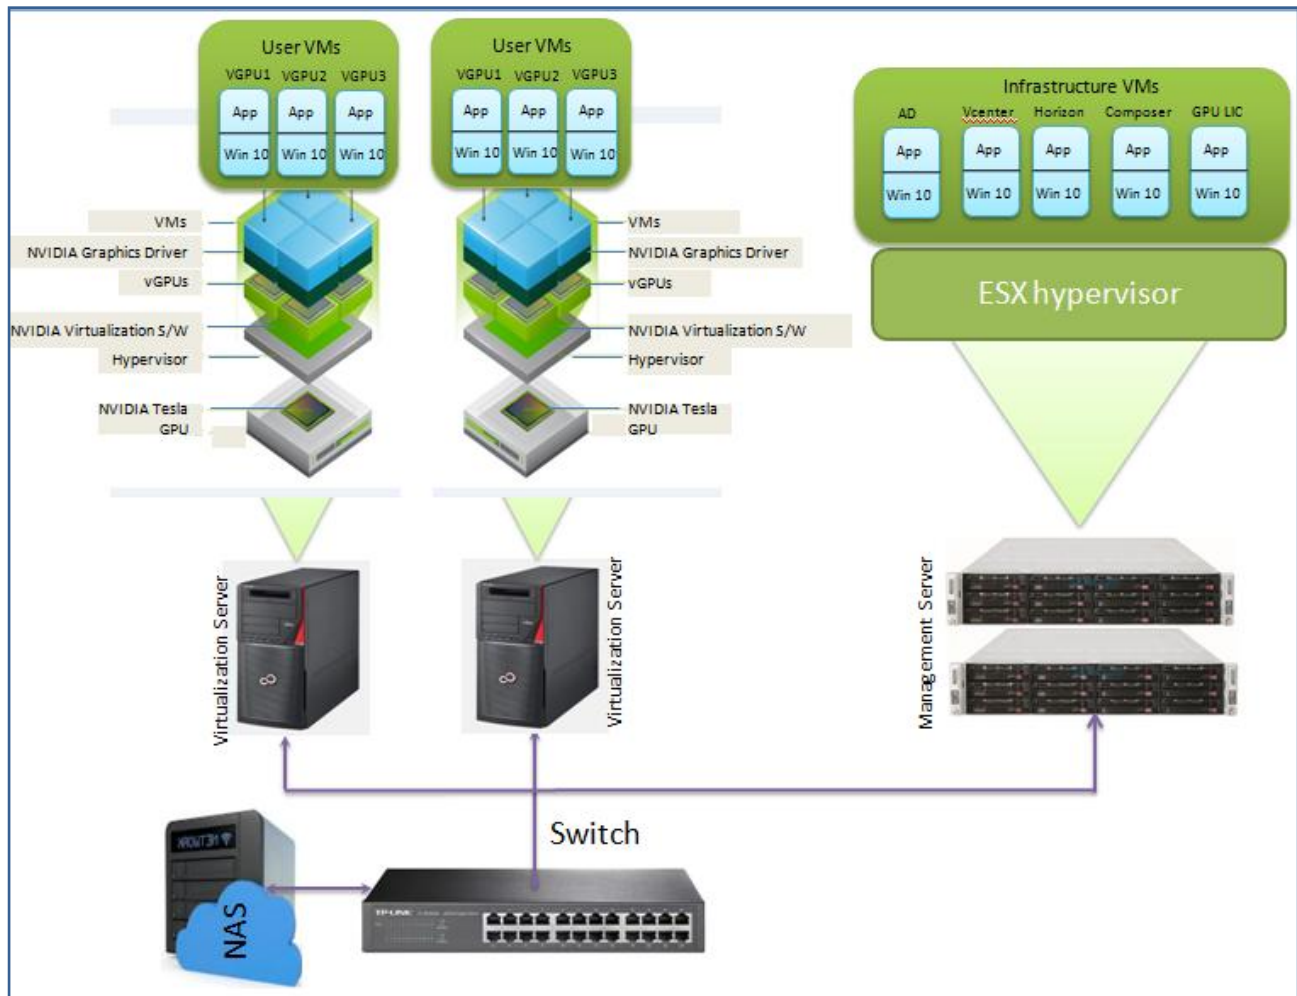 User VMs
VGPU1 VGPU2 VGPU3
App App App
Win 10 Win 10 Win 10
User VMs
VGPU1 VGPU2 VGPU3
App App App
Win 10 Win 10 Win 10
Infrastructure VMs
AD Vcenter Horizon Composer GPU LIC
App App App App App
Win 10 Win 10 Win 10 Win 10 Win 10
ESX hypervisor
VMs
NVIDIA Graphics Driver
vGPUs
NVIDIA Virtualization S/W
Hypervisor
NVIDIA Tesla
GPU
VMs
NVIDIA Graphics Driver
vGPUs
NVIDIA Virtualization S/W
Hypervisor
NVIDIA Tesla
GPU
Virtualization Server
Virtualization Server
Management Server
Switch
NETWORK
NAS
TP-LINK